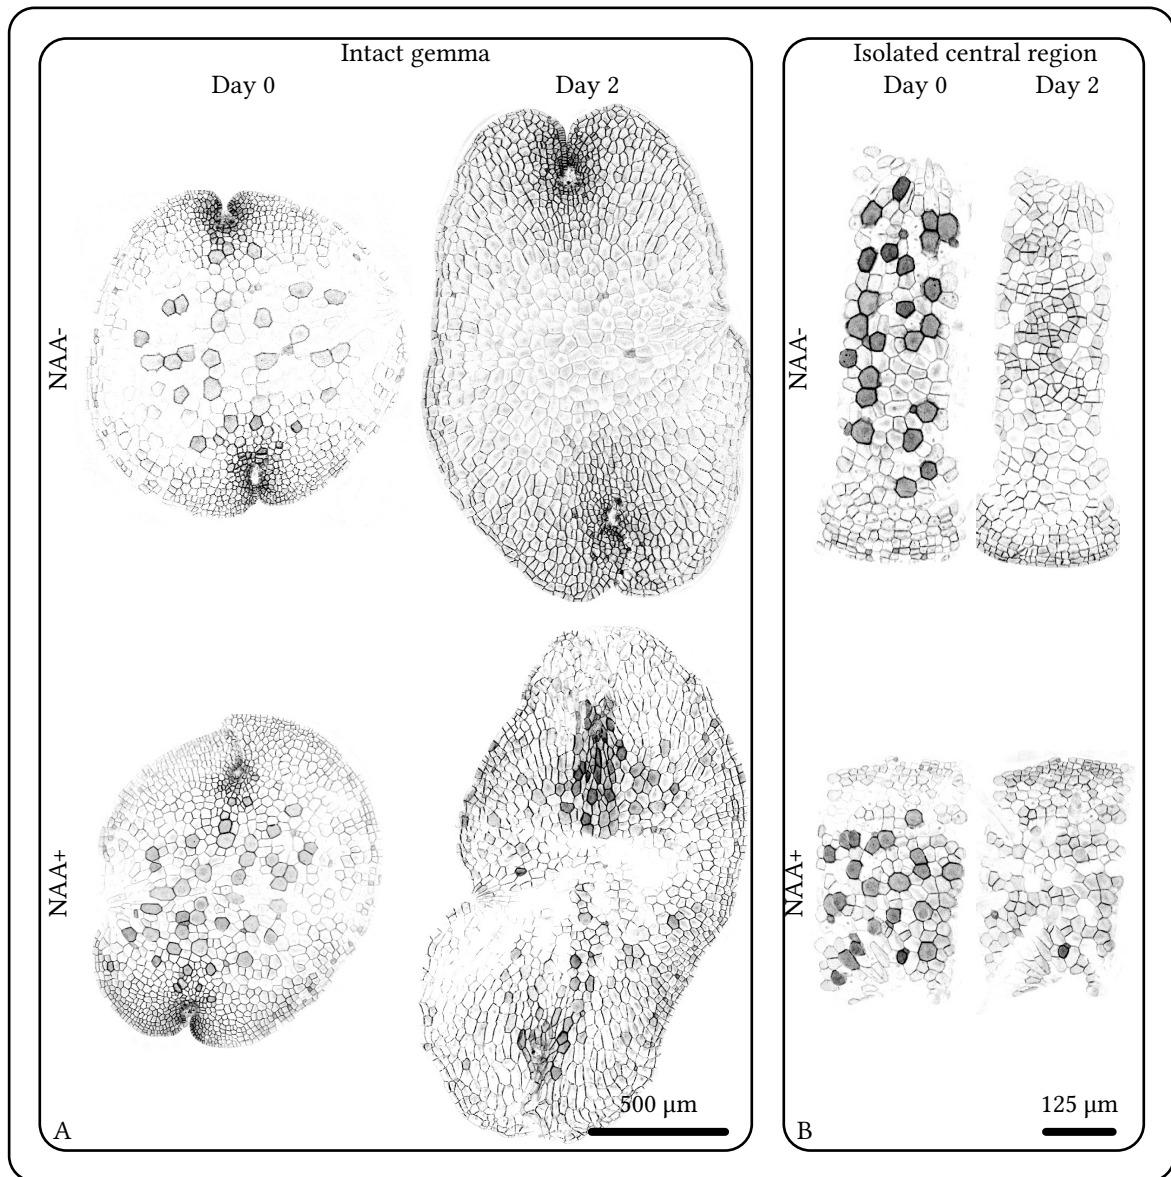 Intact gemma
Day 0
Day 2
NAA-
NAA+
500 µm
A
Isolated central region
Day 0
Day 2
NAA-
NAA+
125 µm
B